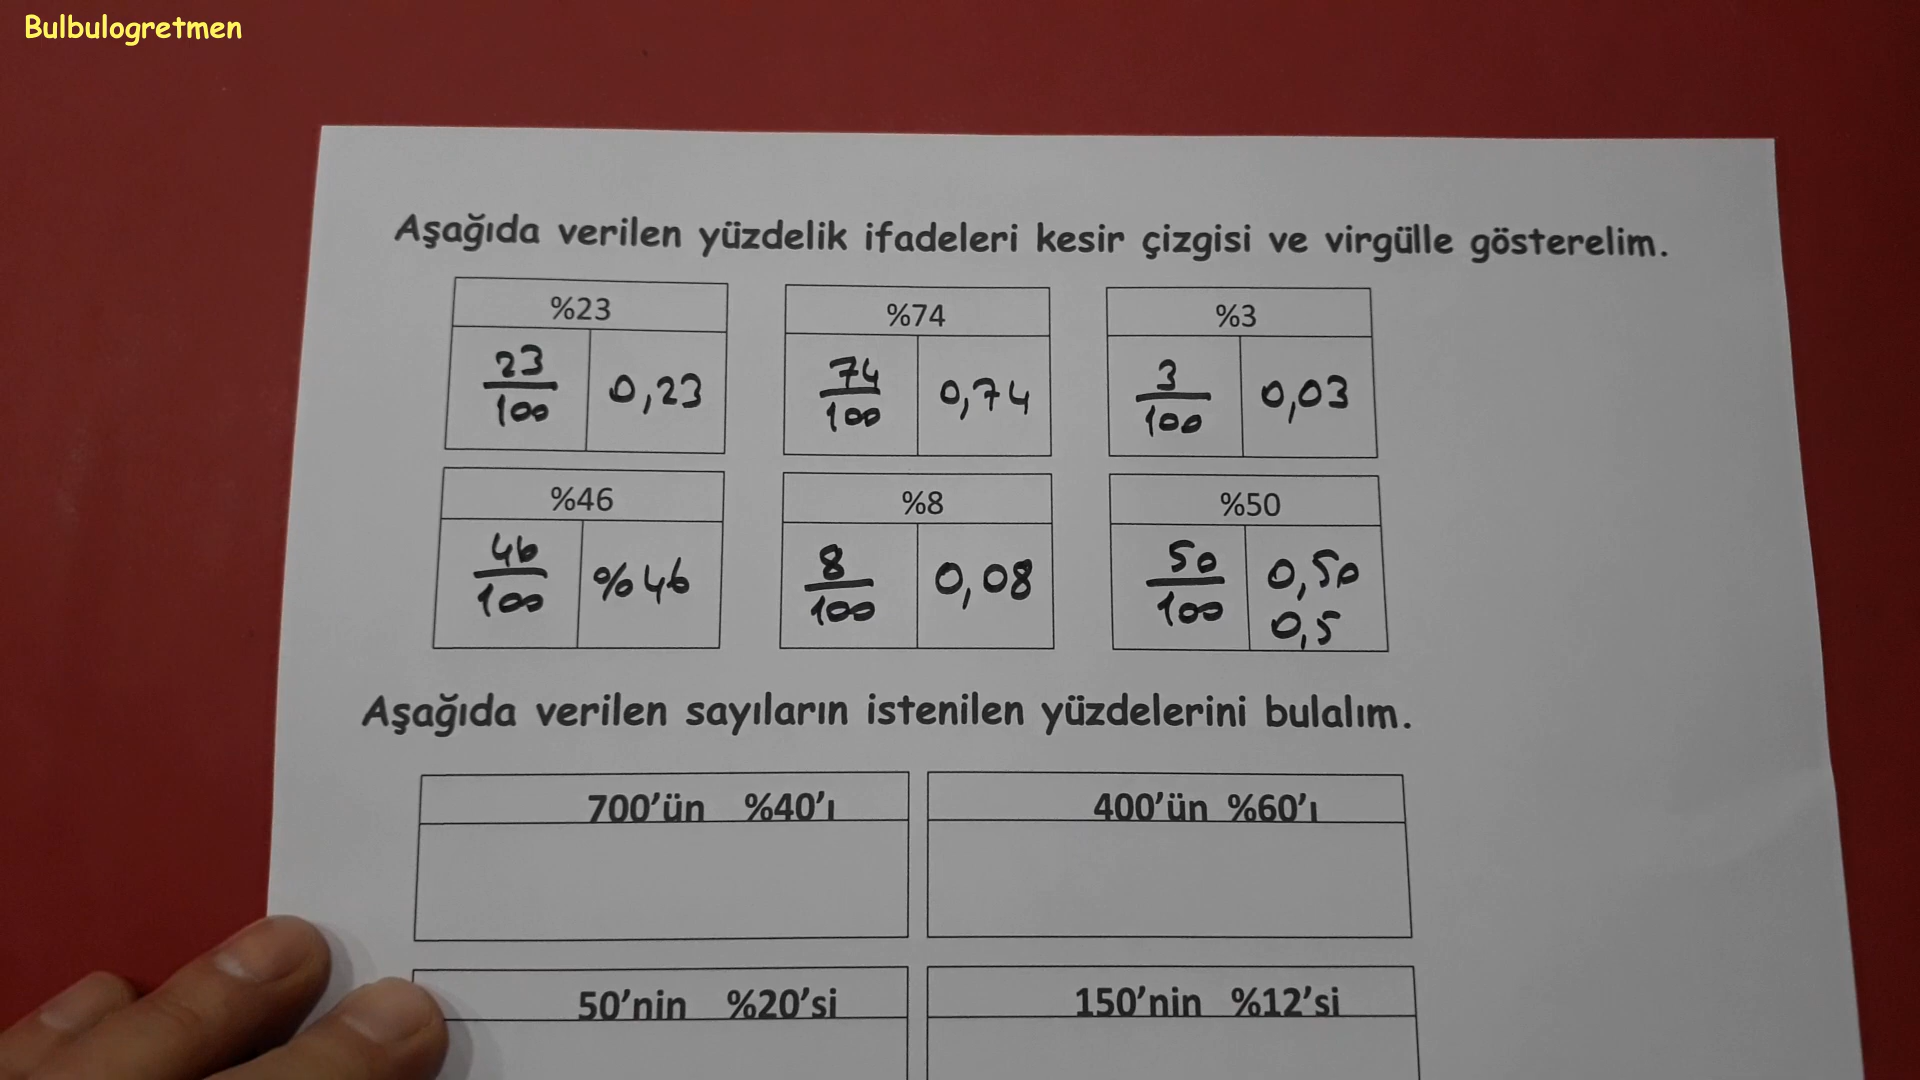 Bulbulogretmen
Aşağıda verilen yüzdelik ifadeleri kesir çizgisi ve virgülle gösterelim.
%23 %74 %3
23/100 0,23 74/100 0,74 3/100 0,03
%46 %8 %50
46/100 %46 8/100 0,08 50/100 0,50
0,5
Aşağıda verilen sayıların istenilen yüzdelerini bulalım.
700'ün %40'ı 400'ün %60'ı
50'nin %20'si 150'nin %12'si